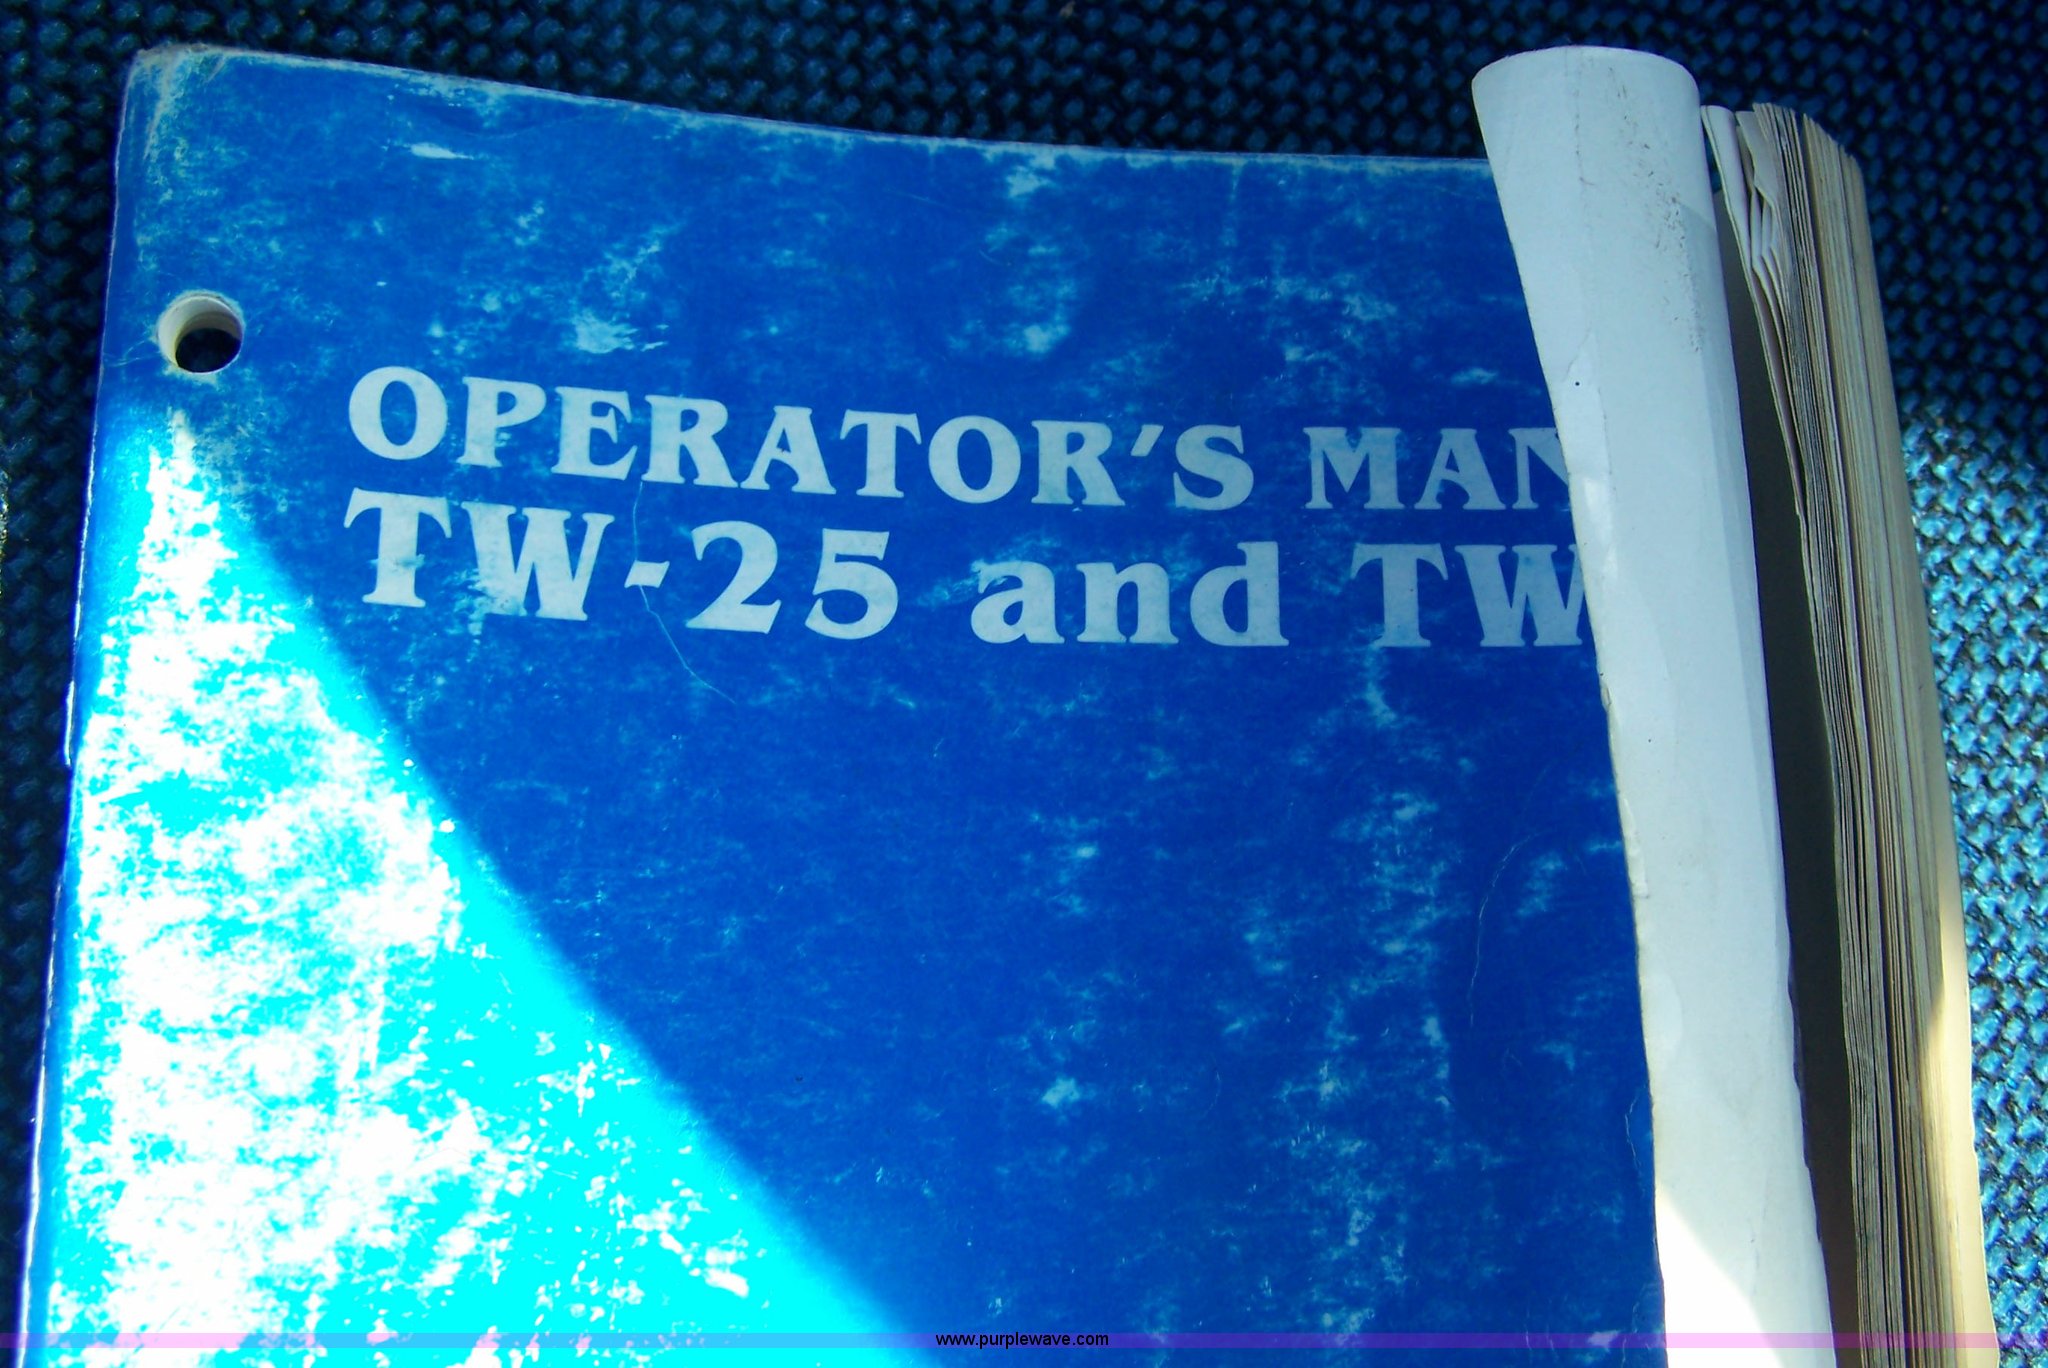 OPERATOR'S MAN
TW-25 and TW
www.purplewave.com